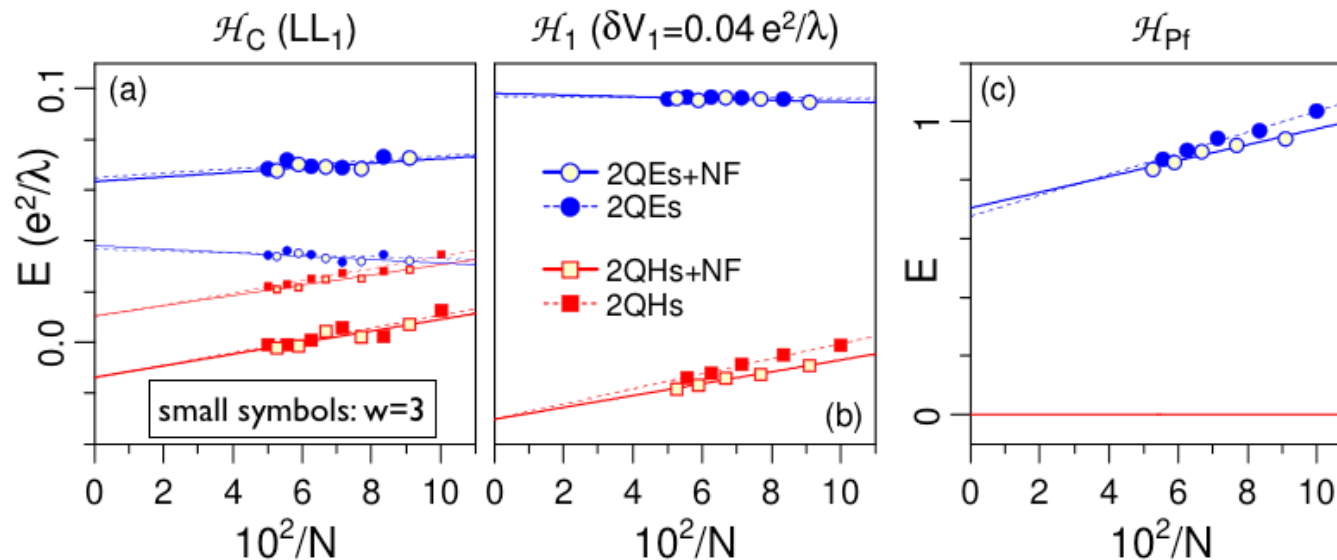 ℋC (LL1)
ℋ1 (δV1=0.04 e²/λ)
ℋPf
(a)
(b)
(c)
E (e²/λ)
0.1
0.0
small symbols: w=3
2QEs+NF
2QEs
2QHs+NF
2QHs
E
1
0
0 2 4 6 8 10
0 2 4 6 8 10
0 2 4 6 8 10
10²/N
10²/N
10²/N